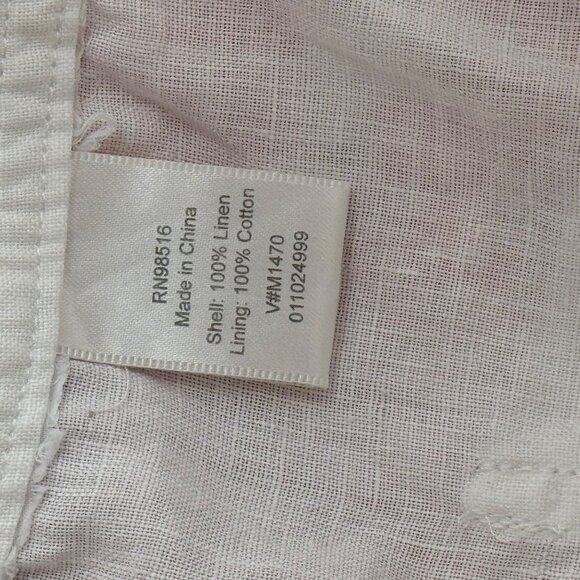 RN98516
Made in China
Shell: 100% Linen
Lining: 100% Cotton
V#M1470
011024999